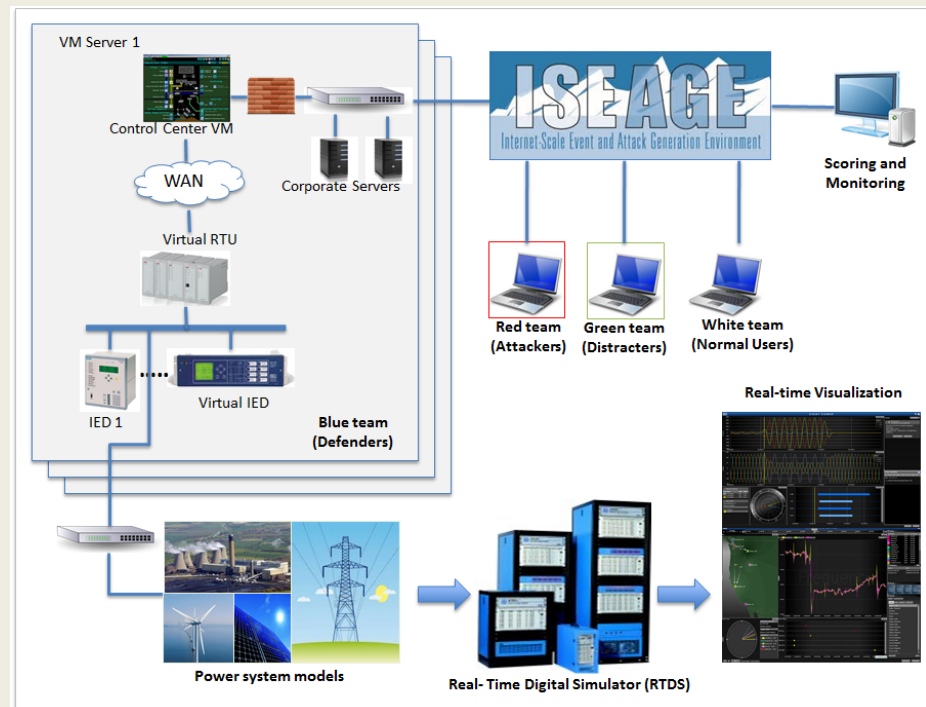 VM Server 1
Control Center VM
Corporate Servers
WAN
Virtual RTU
IED 1
Virtual IED
Blue team
(Defenders)
ISEAGE
Internet-Scale Event and Attack Generation Environment
Scoring and
Monitoring
Red team
(Attackers)
Green team
(Distracters)
White team
(Normal Users)
Real-time Visualization
Power system models
Real- Time Digital Simulator (RTDS)